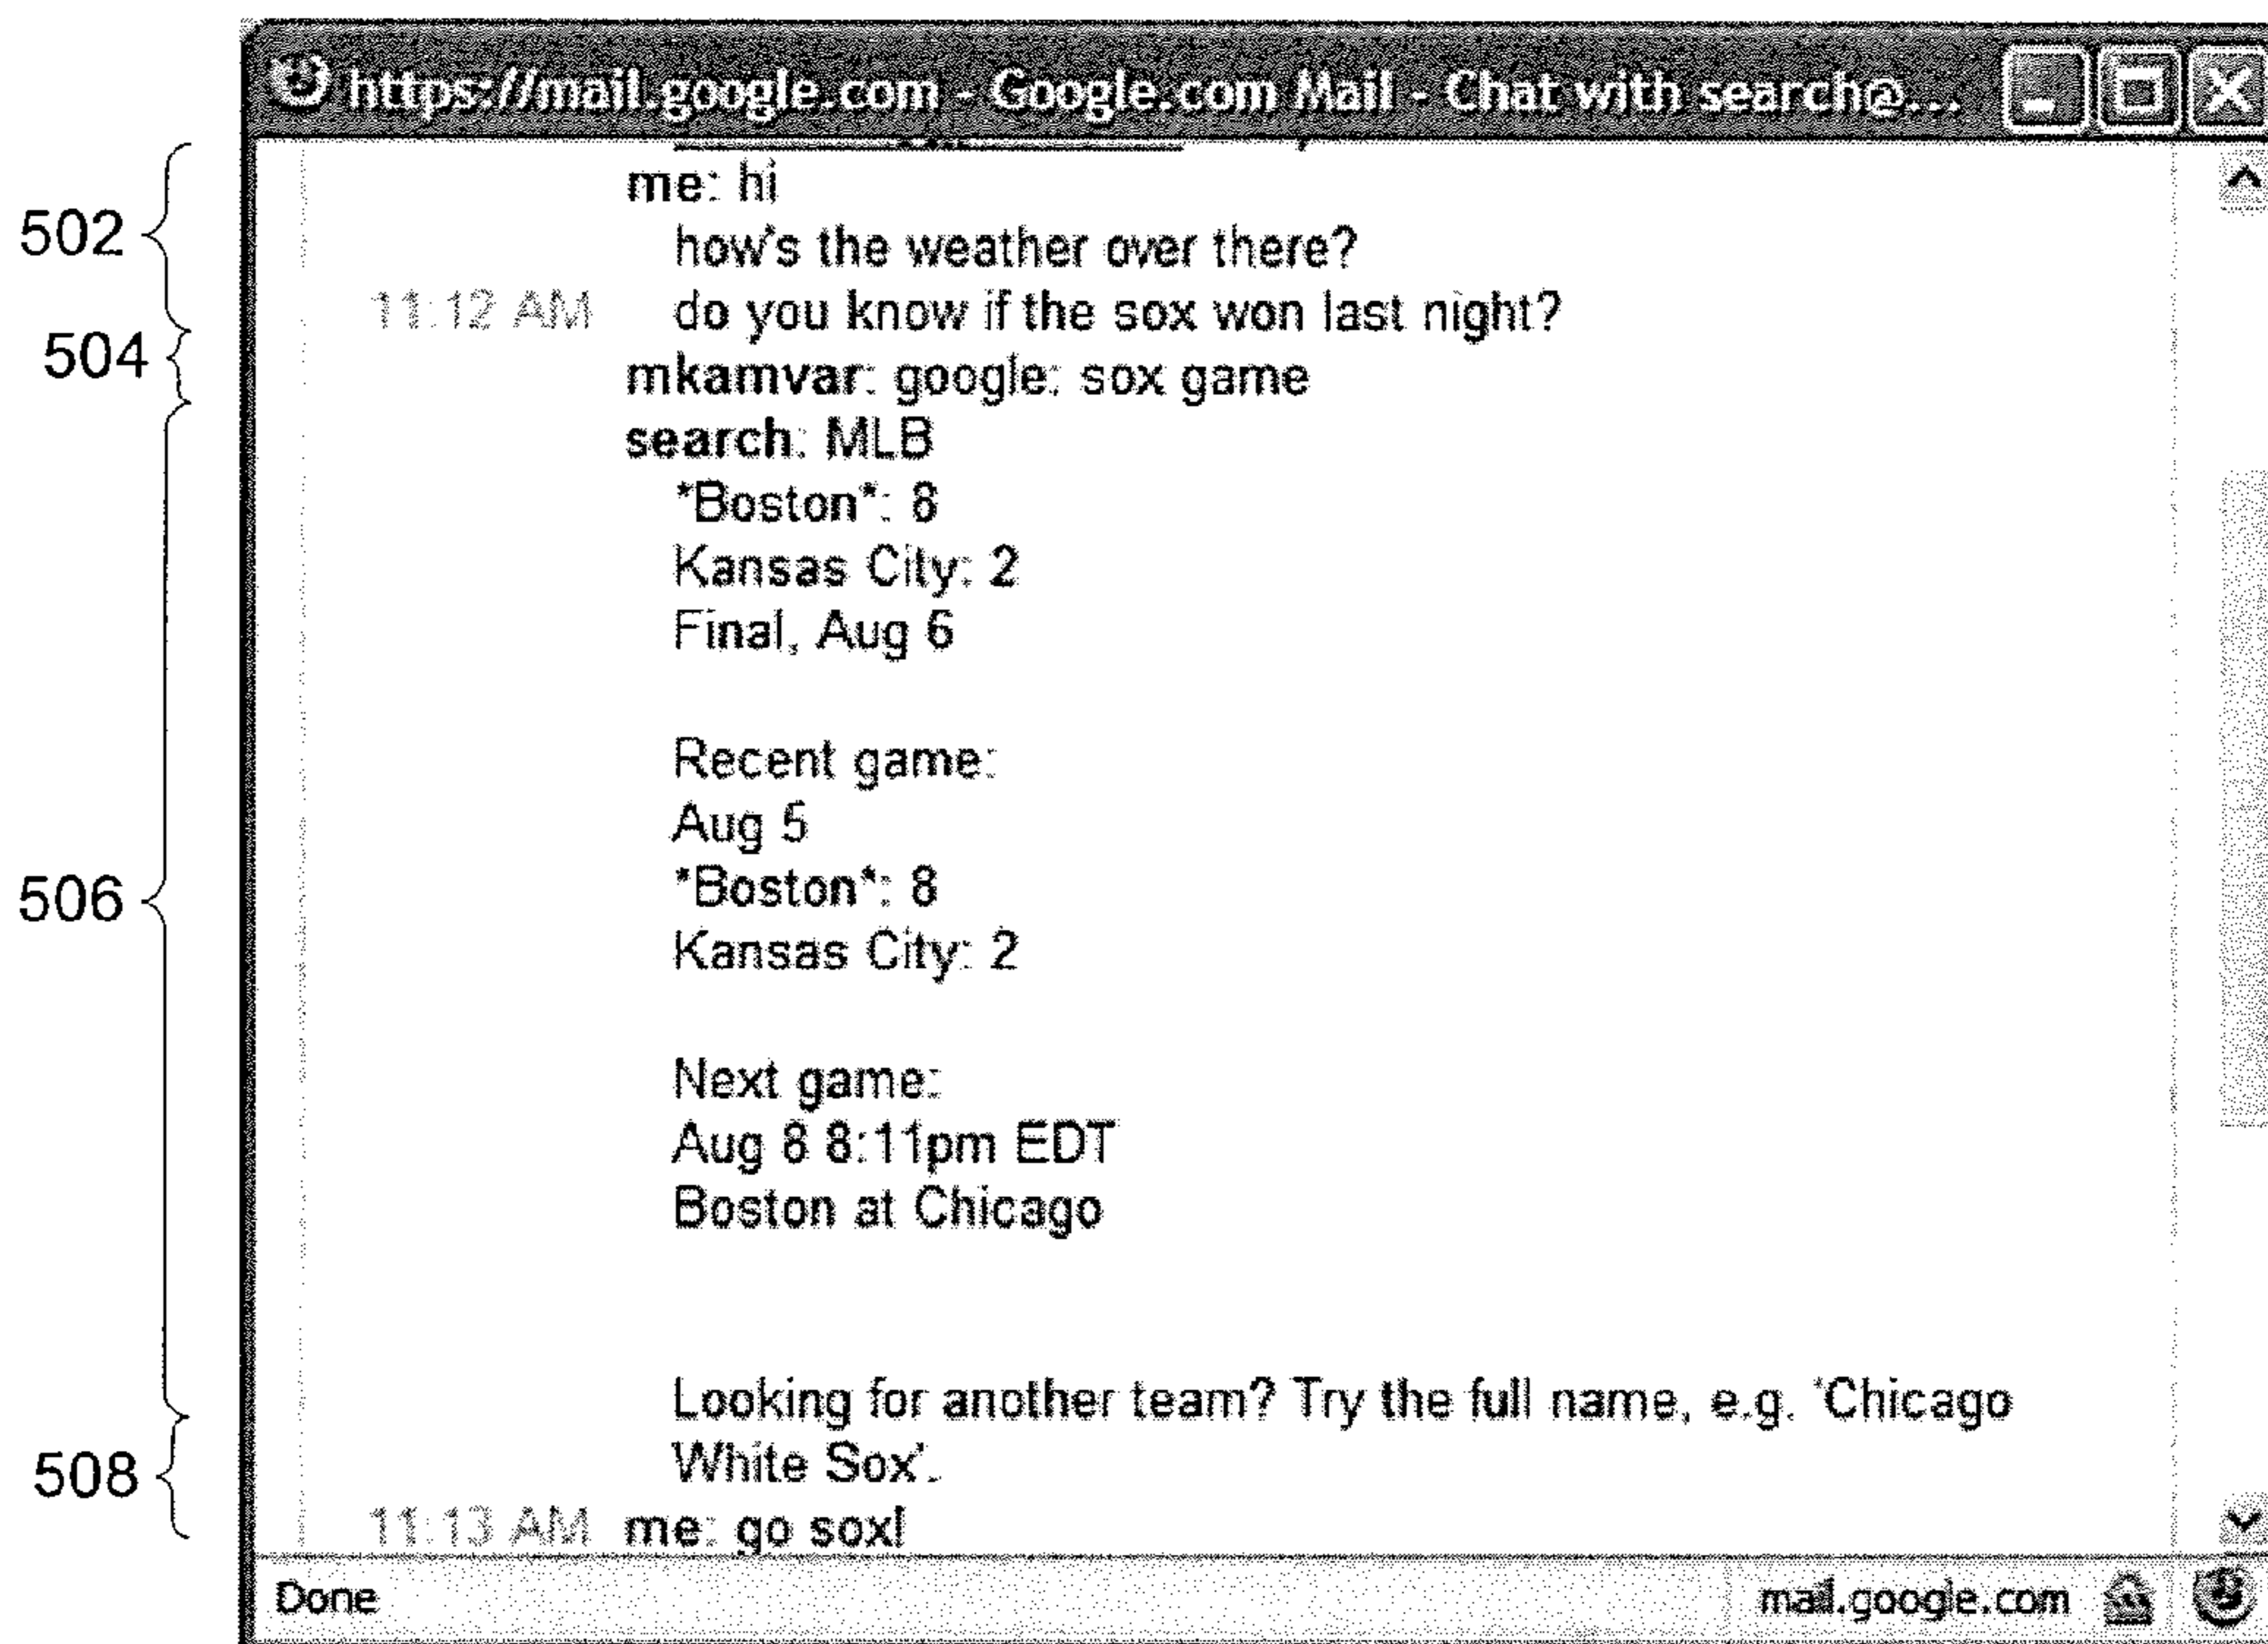 https://mail.google.com - Google.com Mail - Chat with search@...
me: hi
502
how's the weather over there?
11:12 AM do you know if the sox won last night?
504
mkamvar: google: sox game
search: MLB
*Boston*: 8
Kansas City: 2
Final, Aug 6
Recent game:
Aug 5
*Boston*: 8
506
Kansas City: 2
Next game:
Aug 8 8:11pm EDT
Boston at Chicago
Looking for another team? Try the full name, e.g. 'Chicago
White Sox'.
508
11:13 AM me: go sox!
Done mail.google.com